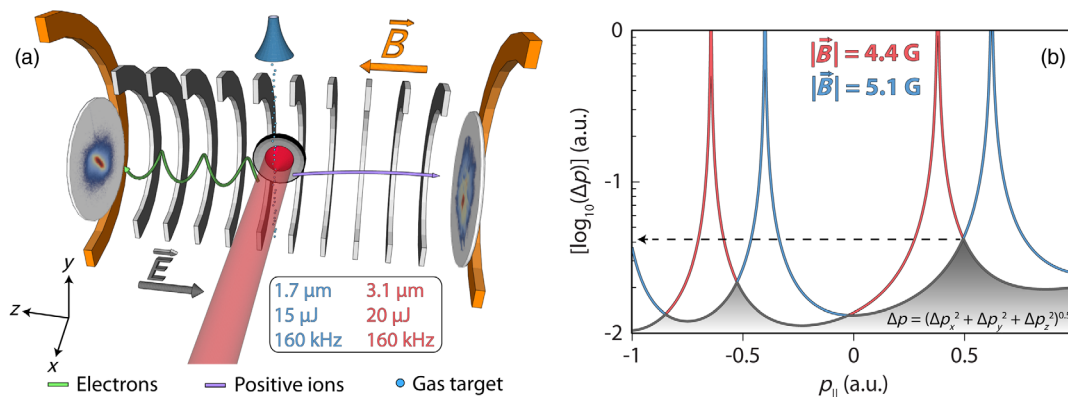 (a)
B
E
y
z
x
1.7 μm 3.1 μm
15 μJ 20 μJ
160 kHz 160 kHz
Electrons Positive ions Gas target
(b)
|B| = 4.4 G
|B| = 5.1 G
[log10(Δp)] (a.u.)
0
-1
-2
Δp = (Δpx² + Δpy² + Δpz²)^0.5
-1 -0.5 0 0.5
p|| (a.u.)